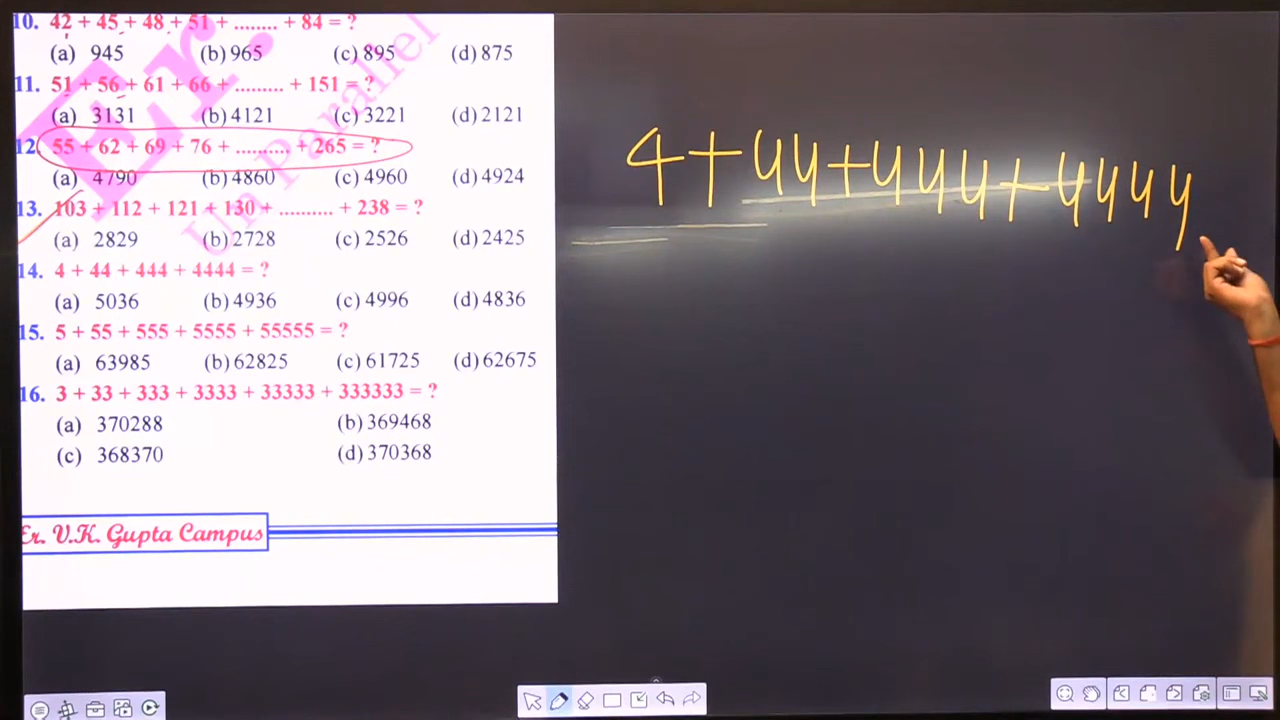 10. 42 + 45 + 48 + 51 + ........ + 84 = ?
(a) 945 (b) 965 (c) 895 (d) 875
11. 51 + 56 + 61 + 66 + ......... + 151 = ?
(a) 3131 (b) 4121 (c) 3221 (d) 2121
12. 55 + 62 + 69 + 76 + .......... + 265 = ?
(a) 4790 (b) 4860 (c) 4960 (d) 4924
13. 103 + 112 + 121 + 130 + .......... + 238 = ?
(a) 2829 (b) 2728 (c) 2526 (d) 2425
14. 4 + 44 + 444 + 4444 = ?
(a) 5036 (b) 4936 (c) 4996 (d) 4836
15. 5 + 55 + 555 + 5555 + 55555 = ?
(a) 63985 (b) 62825 (c) 61725 (d) 62675
16. 3 + 33 + 333 + 3333 + 33333 + 333333 = ?
(a) 370288 (b) 369468
(c) 368370 (d) 370368
Er. V.K. Gupta Campus
Er.
Un Parallel
4 + 44 + 444 + 4444